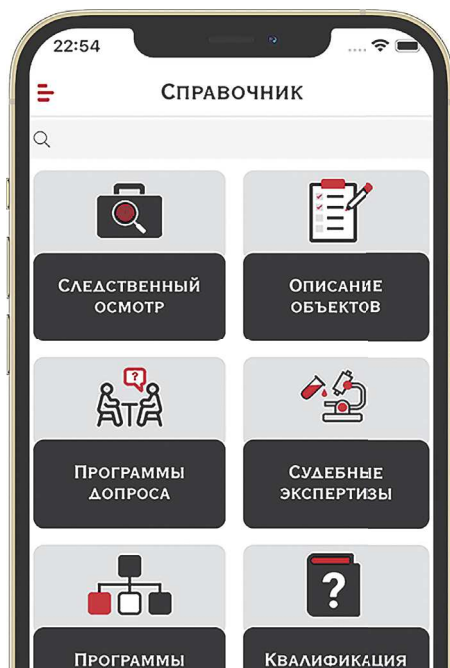 22:54
Справочник
Следственный
осмотр
Описание
объектов
?
Программы
допроса
Судебные
экспертизы
?
Программы
Квалификация